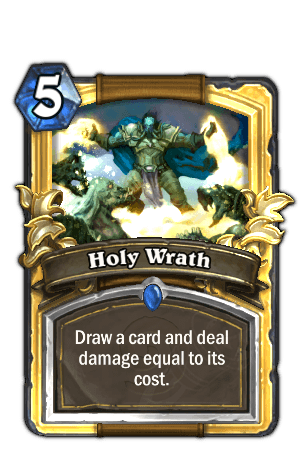 5
Holy Wrath
Draw a card and deal
damage equal to its
cost.